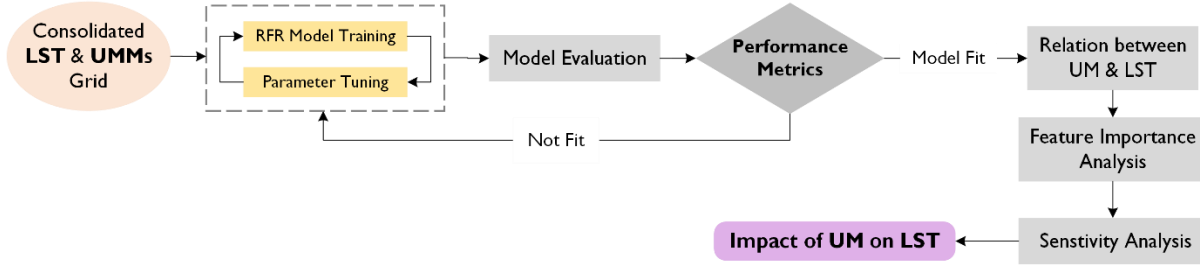 Consolidated
LST & UMMs
Grid
RFR Model Training
Parameter Tuning
Model Evaluation
Performance
Metrics
Model Fit
Relation between
UM & LST
Not Fit
Feature Importance
Analysis
Senstivity Analysis
Impact of UM on LST